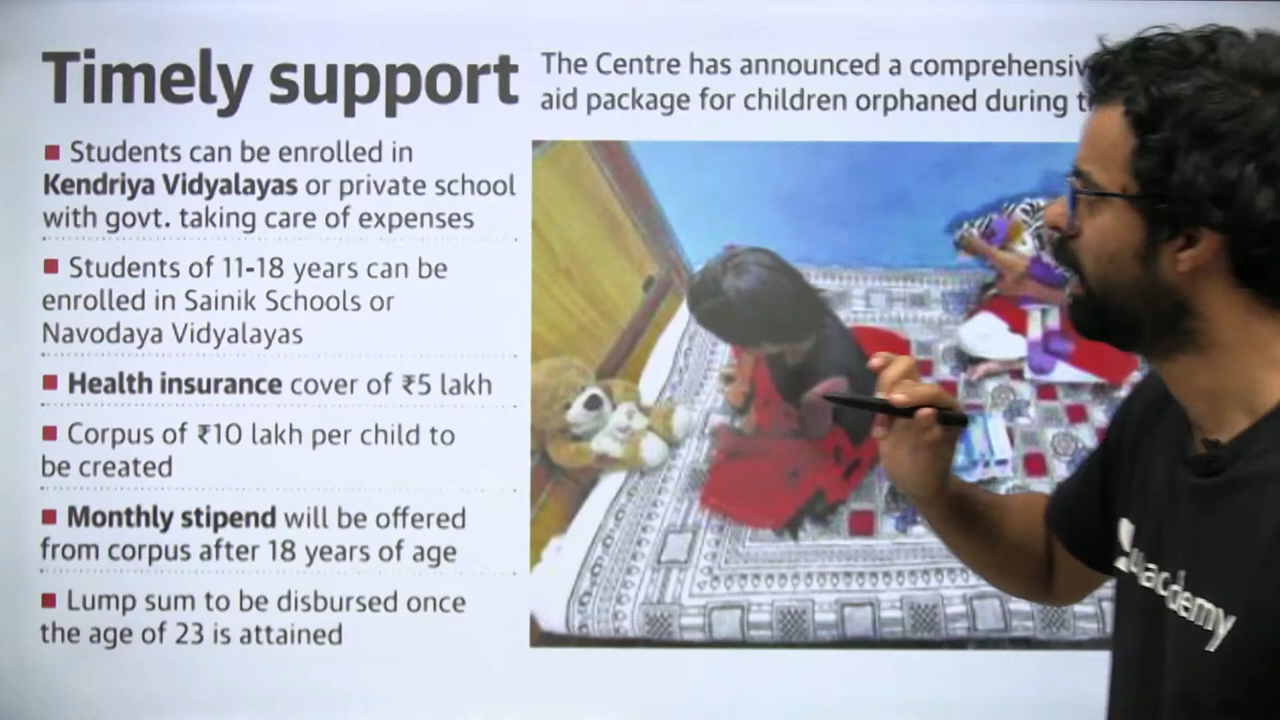 Timely support
The Centre has announced a comprehensiv
aid package for children orphaned during t
Students can be enrolled in
Kendriya Vidyalayas or private school
with govt. taking care of expenses
Students of 11-18 years can be
enrolled in Sainik Schools or
Navodaya Vidyalayas
Health insurance cover of ₹5 lakh
Corpus of ₹10 lakh per child to
be created
Monthly stipend will be offered
from corpus after 18 years of age
Lump sum to be disbursed once
the age of 23 is attained
unacademy